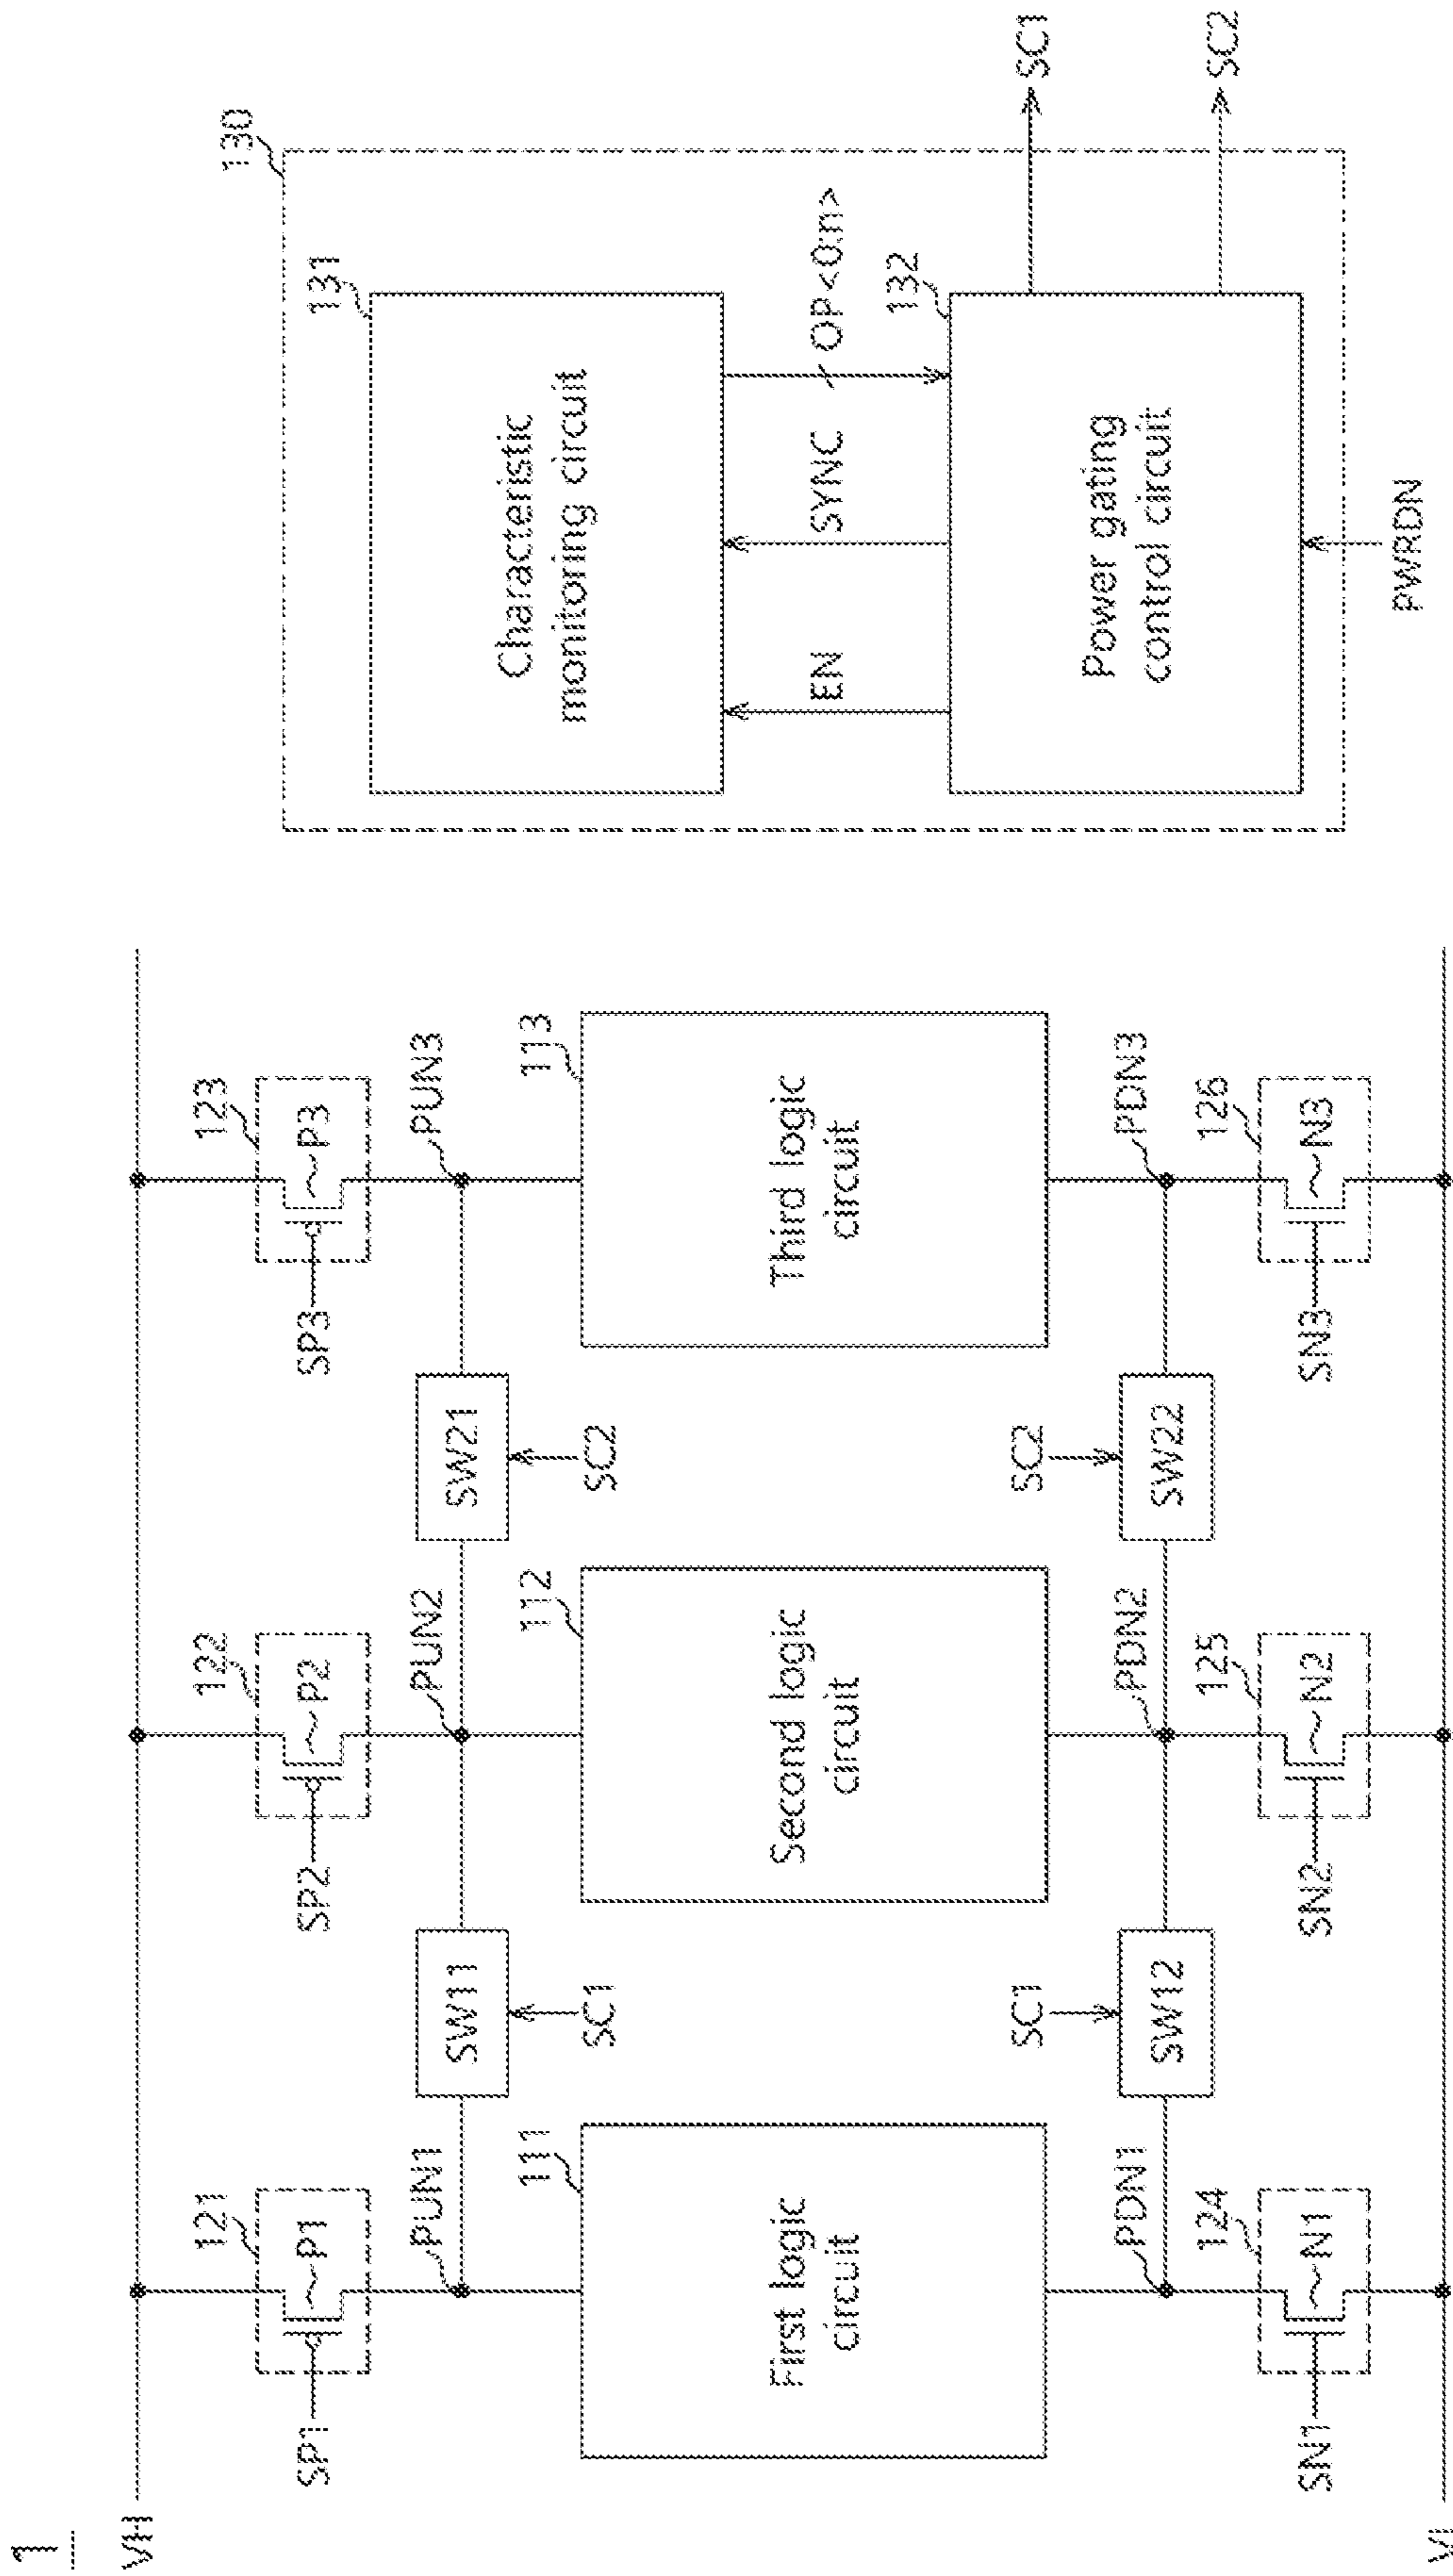 1
VH
SP1
121
P1
PUN1
SP2
122
P2
PUN2
SP3
123
P3
PUN3
SW11
SC1
SW21
SC2
111
First logic
circuit
112
Second logic
circuit
113
Third logic
circuit
SC1
SW12
SC2
SW22
PDN1
124
SN1
N1
PDN2
125
SN2
N2
PDN3
126
SN3
N3
130
131
Characteristic
monitoring circuit
EN
SYNC
OP<0:n>
132
Power gating
control circuit
SC1
SC2
PWRDN